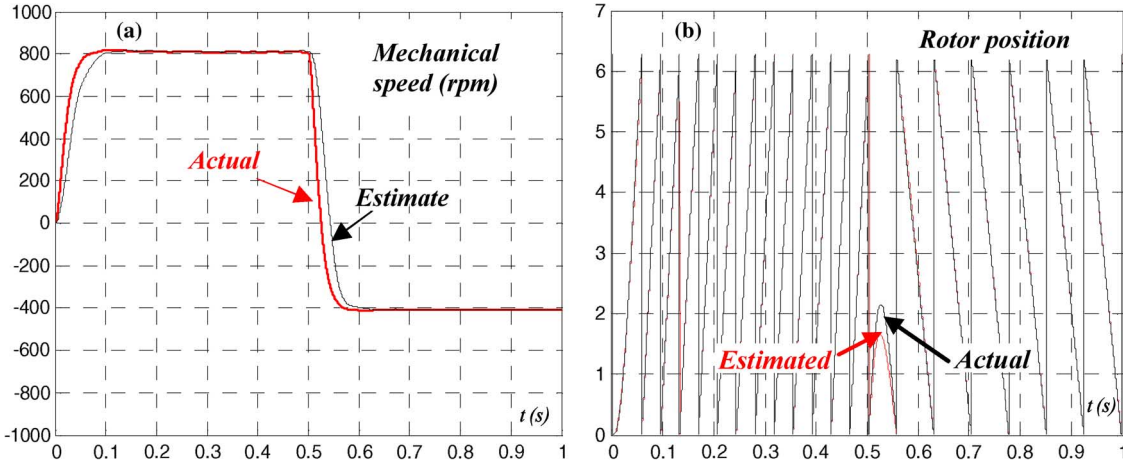 1000
800
600
400
200
0
-200
-400
-600
-800
-1000
0 0.1 0.2 0.3 0.4 0.5 0.6 0.7 0.8 0.9 1
(a)
Mechanical
speed (rpm)
Actual
Estimate
t (s)
7
6
5
4
3
2
1
0
0 0.1 0.2 0.3 0.4 0.5 0.6 0.7 0.8 0.9 1
(b)
Rotor position
Estimated
Actual
t (s)